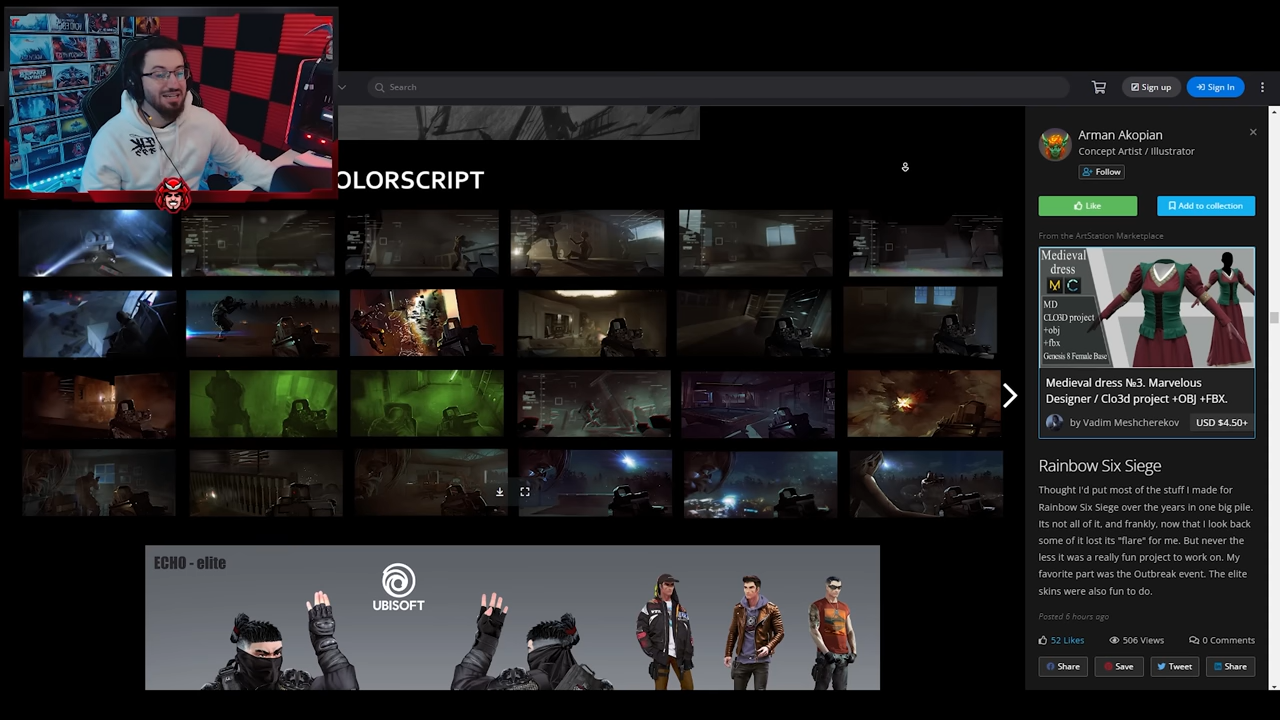 Search
Sign up
Sign In
OLORSCRIPT
Arman Akopian
Concept Artist / Illustrator
Follow
Like
Add to collection
From the ArtStation Marketplace
Medieval
dress
M C
MD
CLO3D project
+obj
+fbx
Genesis 8 Female Base
Medieval dress №3. Marvelous
Designer / Clo3d project +OBJ +FBX.
by Vadim Meshcherekov
USD $4.50+
Rainbow Six Siege
Thought I'd put most of the stuff I made for
Rainbow Six Siege over the years in one big pile.
Its not all of it, and frankly, now that I look back
some of it lost its "flare" for me. But never the
less it was a really fun project to work on. My
favorite part was the Outbreak event. The elite
skins were also fun to do.
Posted 6 hours ago
52 Likes
506 Views
0 Comments
Share
Save
Tweet
Share
ECHO - elite
UBISOFT